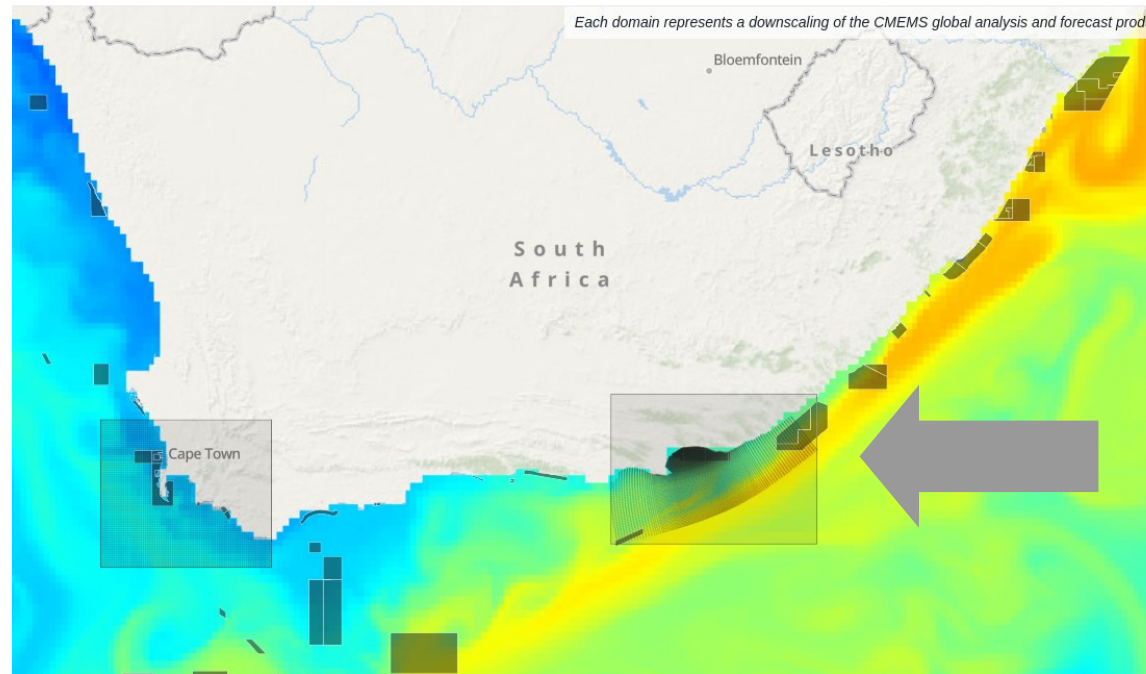 Each domain represents a downscaling of the CMEMS global analysis and forecast prod
Bloemfontein
Lesotho
South
Africa
Cape Town